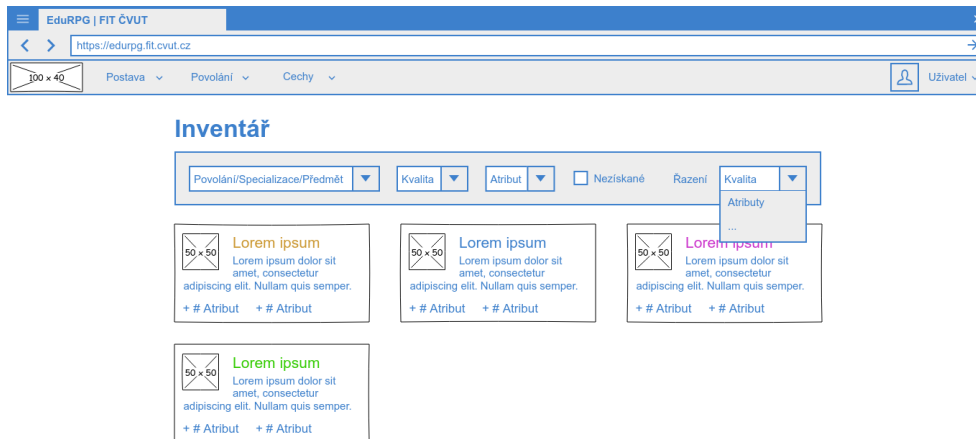 EduRPG | FIT ČVUT
https://edurpg.fit.cvut.cz
100 x 40 Postava Povolání Cechy Uživatel
Inventář
Povolání/Specializace/Předmět Kvalita Atribut Nezískané Řazení Kvalita
Atributy
...
50 x 50 Lorem ipsum
Lorem ipsum dolor sit
amet, consectetur
adipiscing elit. Nullam quis semper.
+ # Atribut + # Atribut
50 x 50 Lorem ipsum
Lorem ipsum dolor sit
amet, consectetur
adipiscing elit. Nullam quis semper.
+ # Atribut + # Atribut
50 x 50 Lorem ipsum
Lorem ipsum dolor sit
amet, consectetur
adipiscing elit. Nullam quis semper.
+ # Atribut + # Atribut
50 x 50 Lorem ipsum
Lorem ipsum dolor sit
amet, consectetur
adipiscing elit. Nullam quis semper.
+ # Atribut + # Atribut